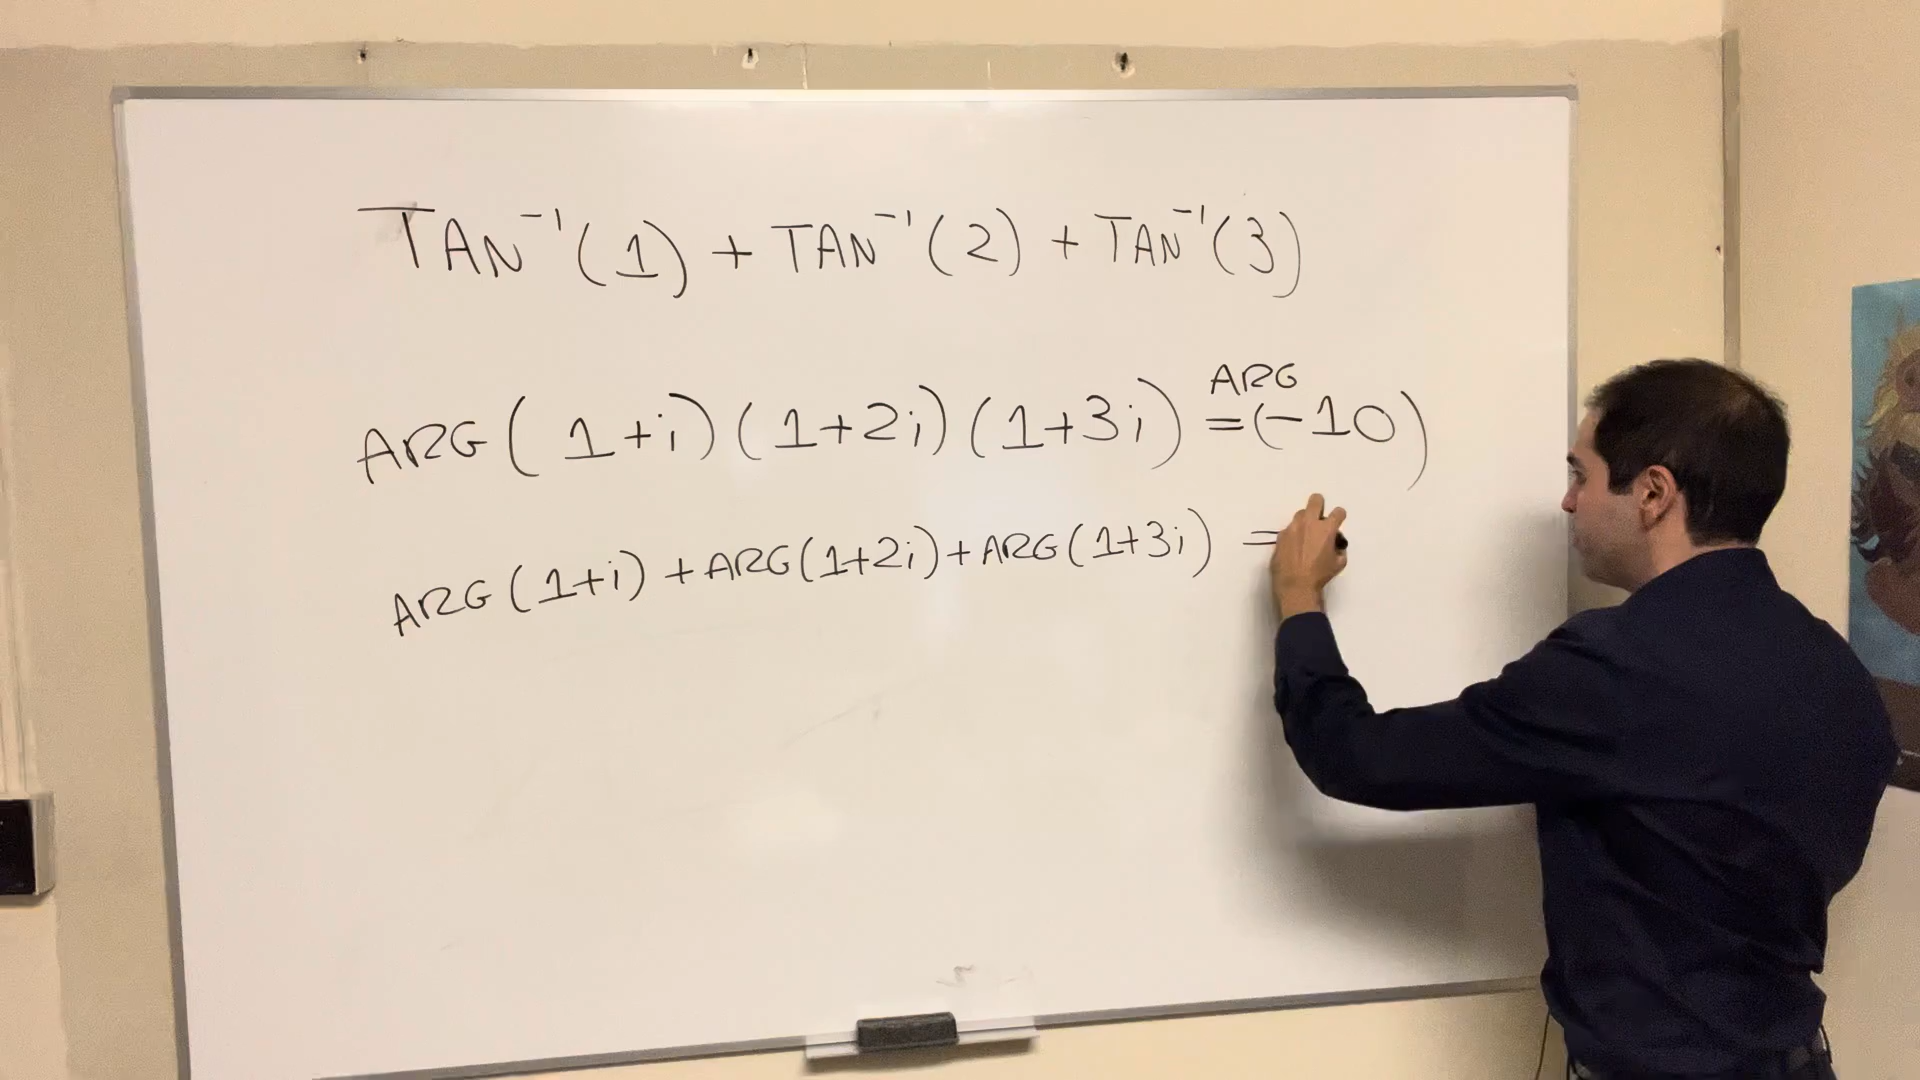 TAN⁻¹(1) + TAN⁻¹(2) + TAN⁻¹(3)
ARG(1+i)(1+2i)(1+3i) = ARG(-10)
ARG(1+i) + ARG(1+2i) + ARG(1+3i) =